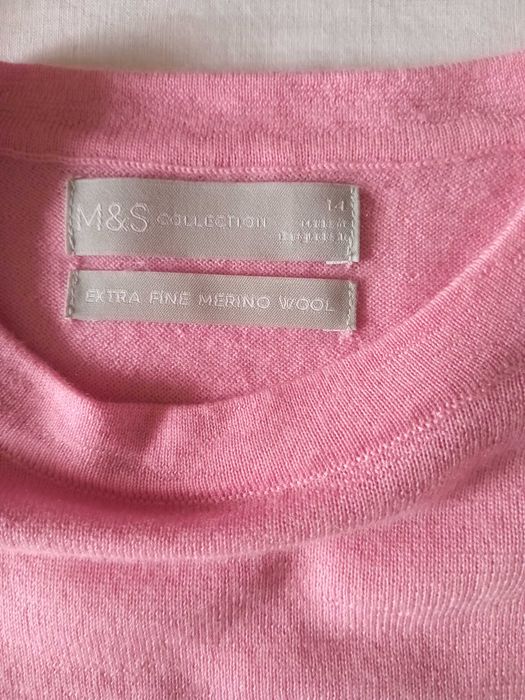 M&S COLLECTION 14
EXTRA FINE MERINO WOOL